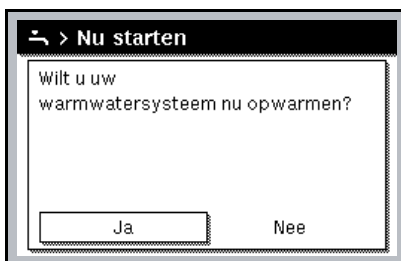 > Nu starten
Wilt u uw
warmwatersysteem nu opwarmen?
Ja
Nee